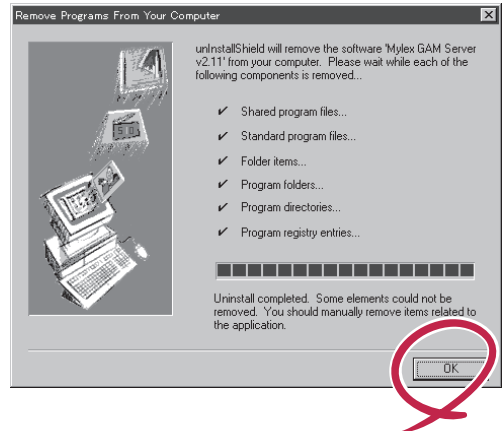 Remove Programs From Your Computer
unInstallShield will remove the software 'Mylex GAM Server
v2.11' from your computer. Please wait while each of the
following components is removed...
Shared program files...
Standard program files...
Folder items...
Program folders...
Program directories...
Program registry entries...
Uninstall completed. Some elements could not be
removed. You should manually remove items related to
the application.
OK